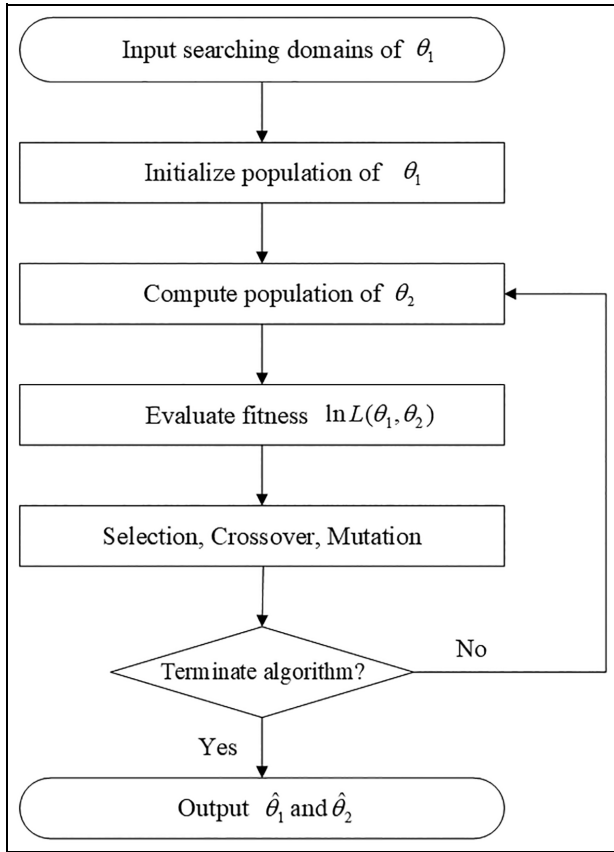 Input searching domains of θ₁
Initialize population of θ₁
Compute population of θ₂
Evaluate fitness ln L(θ₁, θ₂)
Selection, Crossover, Mutation
Terminate algorithm?
No
Yes
Output θ̂₁ and θ̂₂